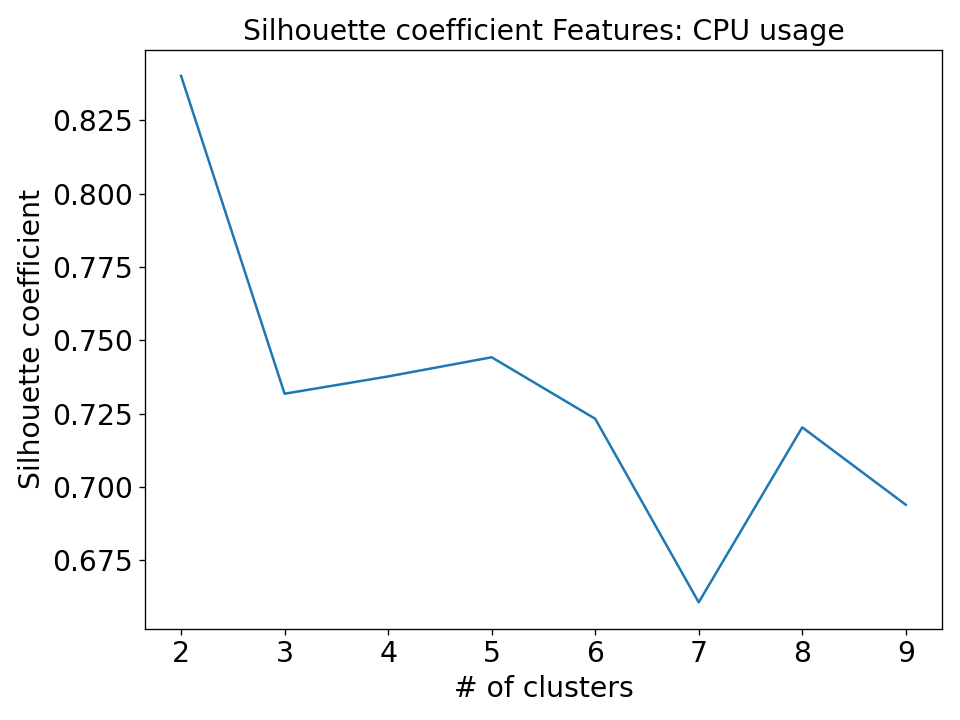 Silhouette coefficient Features: CPU usage
Silhouette coefficient
0.825
0.800
0.775
0.750
0.725
0.700
0.675
2 3 4 5 6 7 8 9
# of clusters